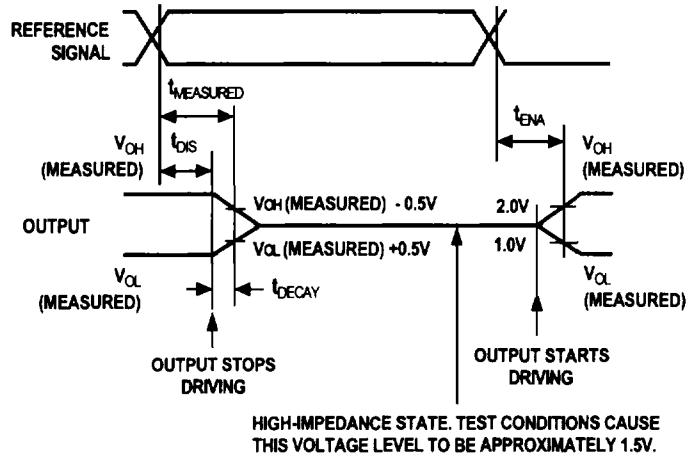 REFERENCE
SIGNAL
tMEASURED
tENA
VOH
(MEASURED)
tDIS
VOH
(MEASURED)
OUTPUT
VOH (MEASURED) - 0.5V
2.0V
VOL (MEASURED) +0.5V
1.0V
VOL
(MEASURED)
tDECAY
VOL
(MEASURED)
OUTPUT STOPS
DRIVING
OUTPUT STARTS
DRIVING
HIGH-IMPEDANCE STATE. TEST CONDITIONS CAUSE
THIS VOLTAGE LEVEL TO BE APPROXIMATELY 1.5V.